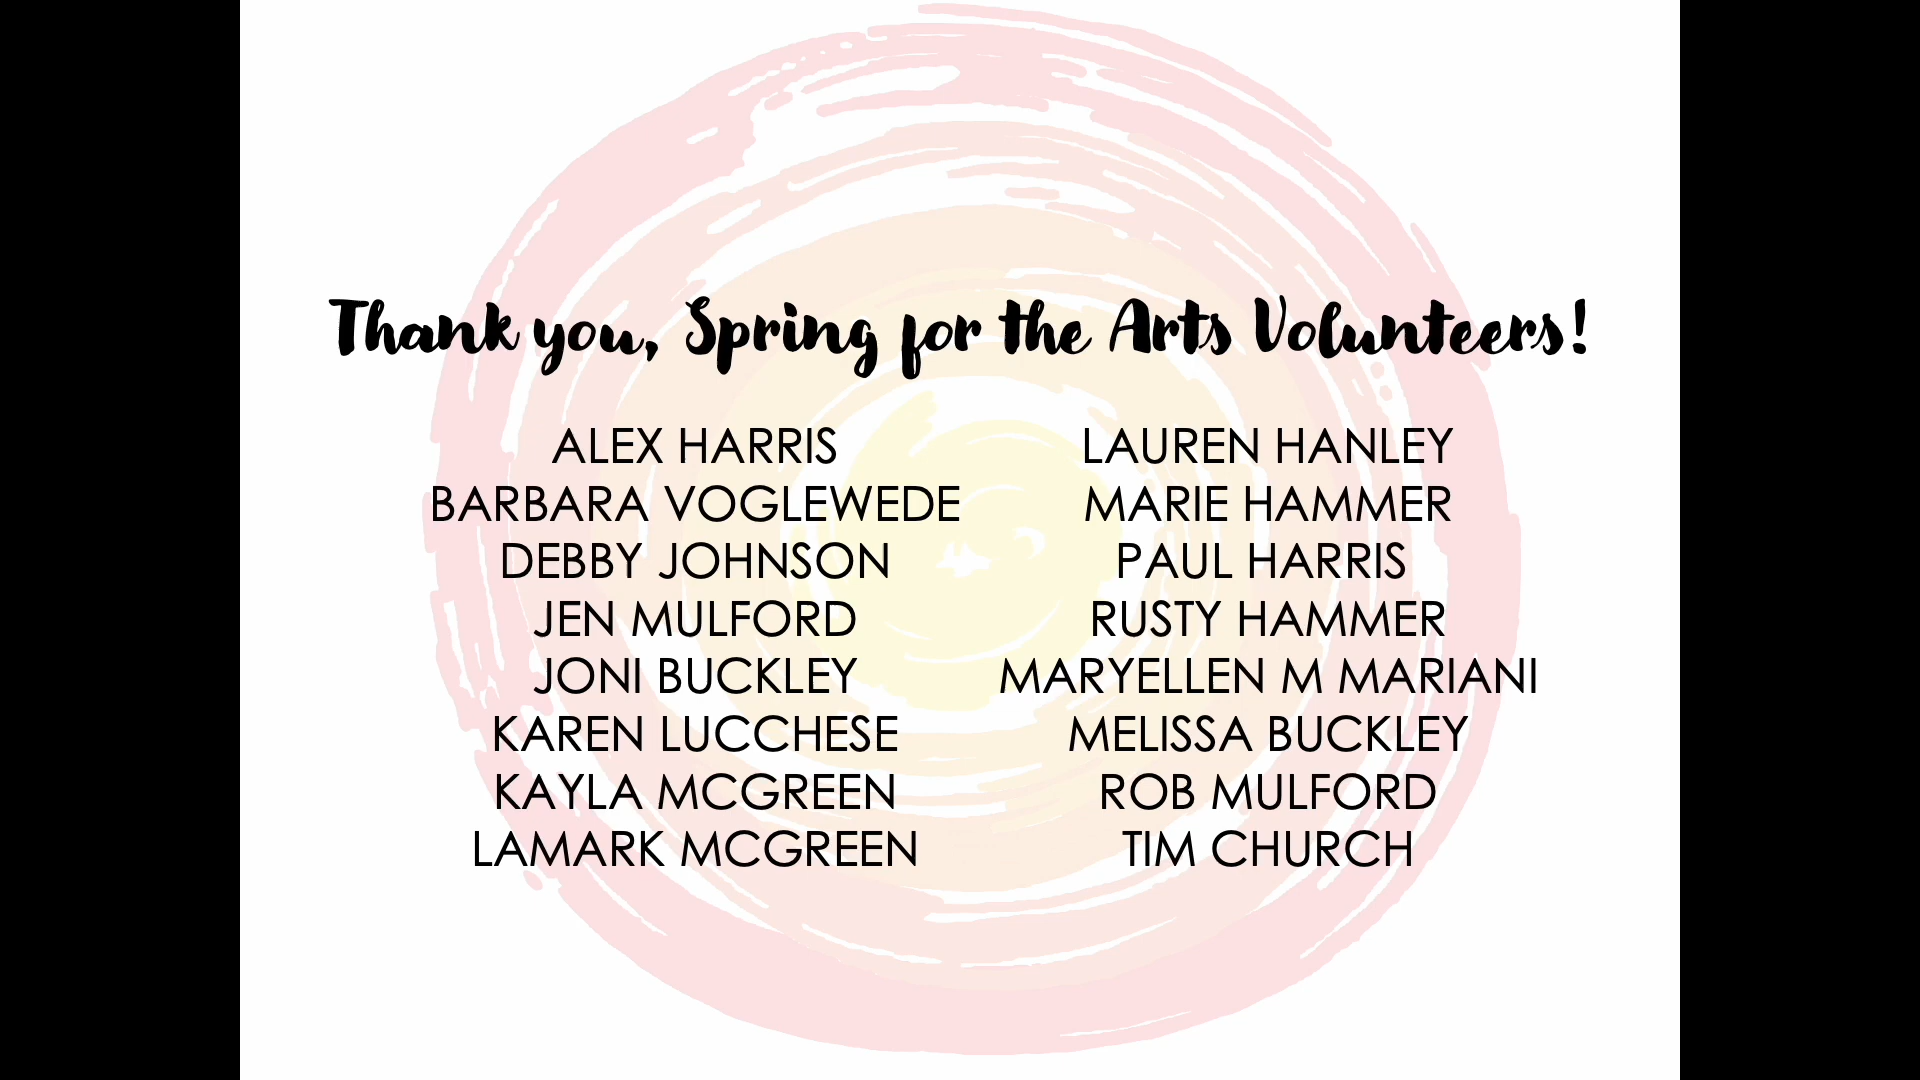 Thank you, Spring for the Arts Volunteers!
ALEX HARRIS
BARBARA VOGLEWEDE
DEBBY JOHNSON
JEN MULFORD
JONI BUCKLEY
KAREN LUCCHESE
KAYLA MCGREEN
LAMARK MCGREEN
LAUREN HANLEY
MARIE HAMMER
PAUL HARRIS
RUSTY HAMMER
MARYELLEN M MARIANI
MELISSA BUCKLEY
ROB MULFORD
TIM CHURCH